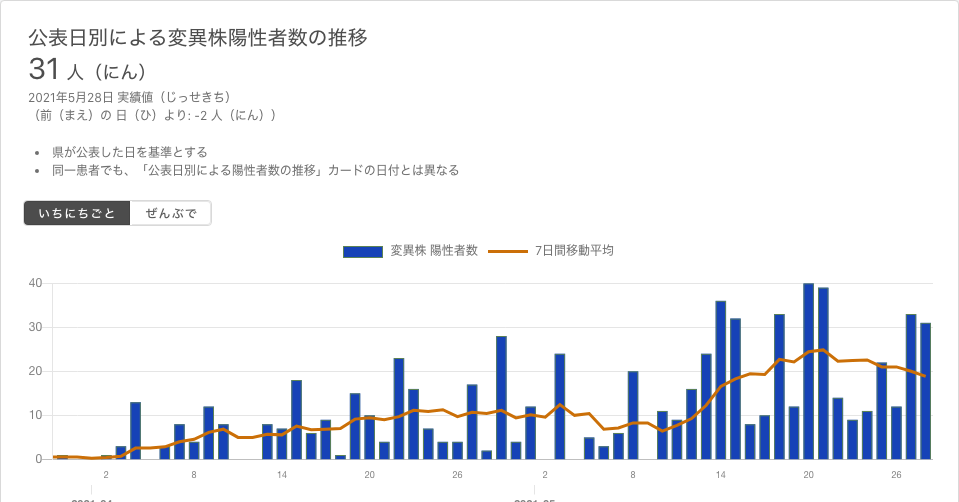 公表日別による変異株陽性者数の推移
31 人（にん）
2021年5月28日 実績値（じっせきち）
（前（まえ）の 日（ひ）より: -2 人（にん））
• 県が公表した日を基準とする
• 同一患者でも、「公表日別による陽性者数の推移」カードの日付とは異なる
いちにちごと ぜんぶで
変異株 陽性者数 7日間移動平均
40
30
20
10
0
2 8 14 20 26 2 8 14 20 26